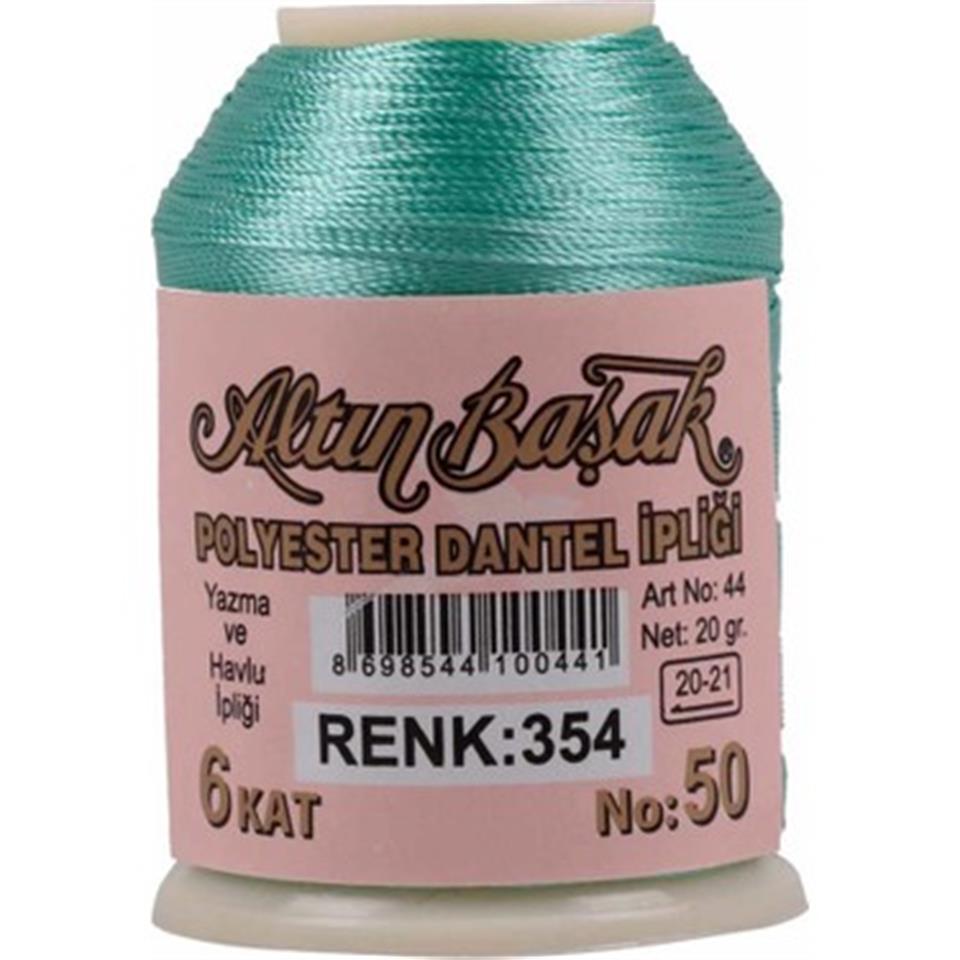 Altın Başak ®
POLYESTER DANTEL İPLİĞİ
Yazma
ve
Havlu
İpliği
8 698544 100441
Art No: 44
Net: 20 gr.
20-21
RENK:354
6 KAT
No: 50